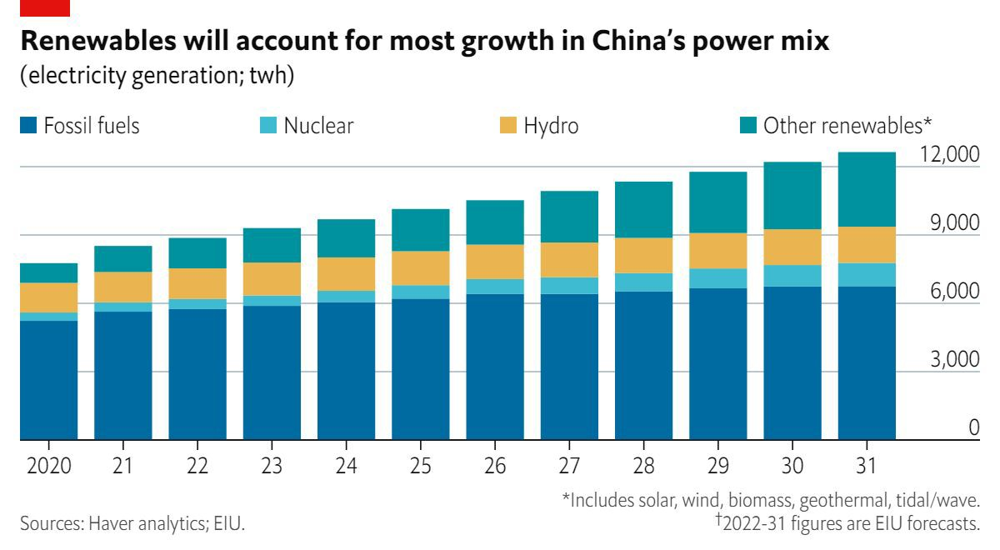 Renewables will account for most growth in China’s power mix
(electricity generation; twh)
Fossil fuels Nuclear Hydro Other renewables*
12,000
9,000
6,000
3,000
0
2020 21 22 23 24 25 26 27 28 29 30 31
*Includes solar, wind, biomass, geothermal, tidal/wave.
Sources: Haver analytics; EIU. †2022-31 figures are EIU forecasts.